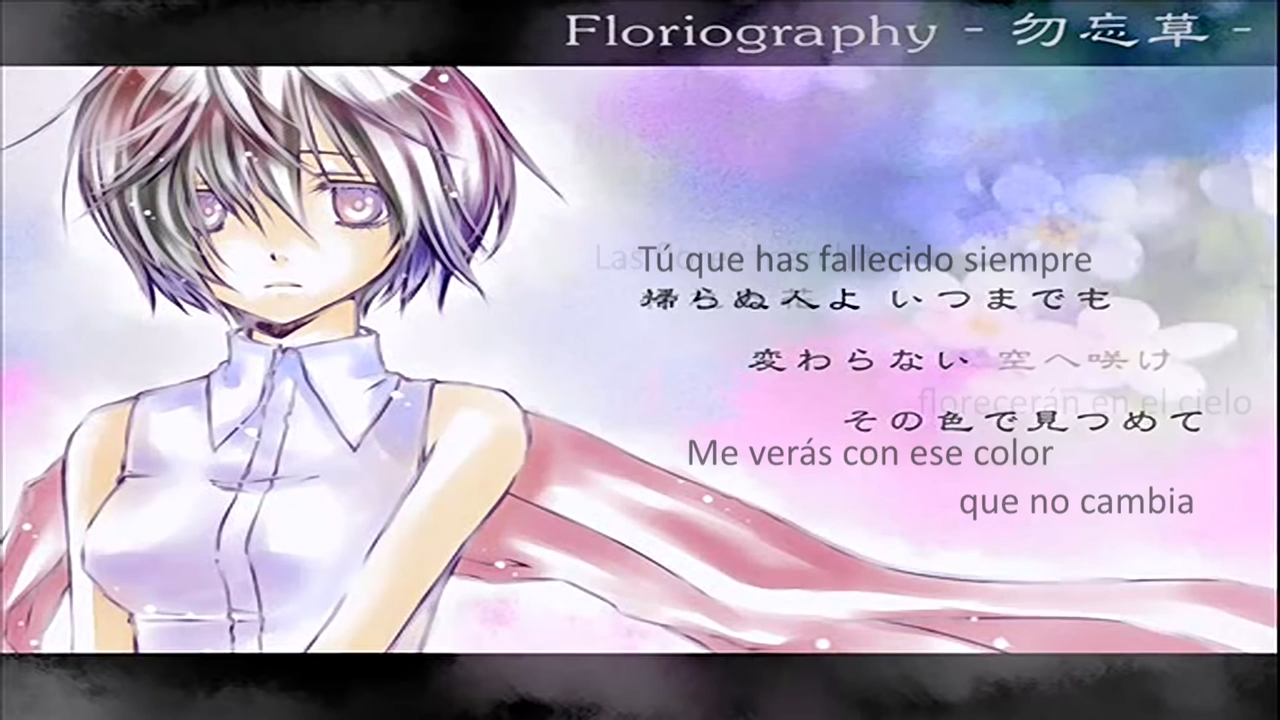 Floriography - 勿忘草 -
Tú que has fallecido siempre
帰らぬ人よ いつまでも
変わらない 空へ咲け
florecerán en el cielo
その色で見つめて
Me verás con ese color
que no cambia